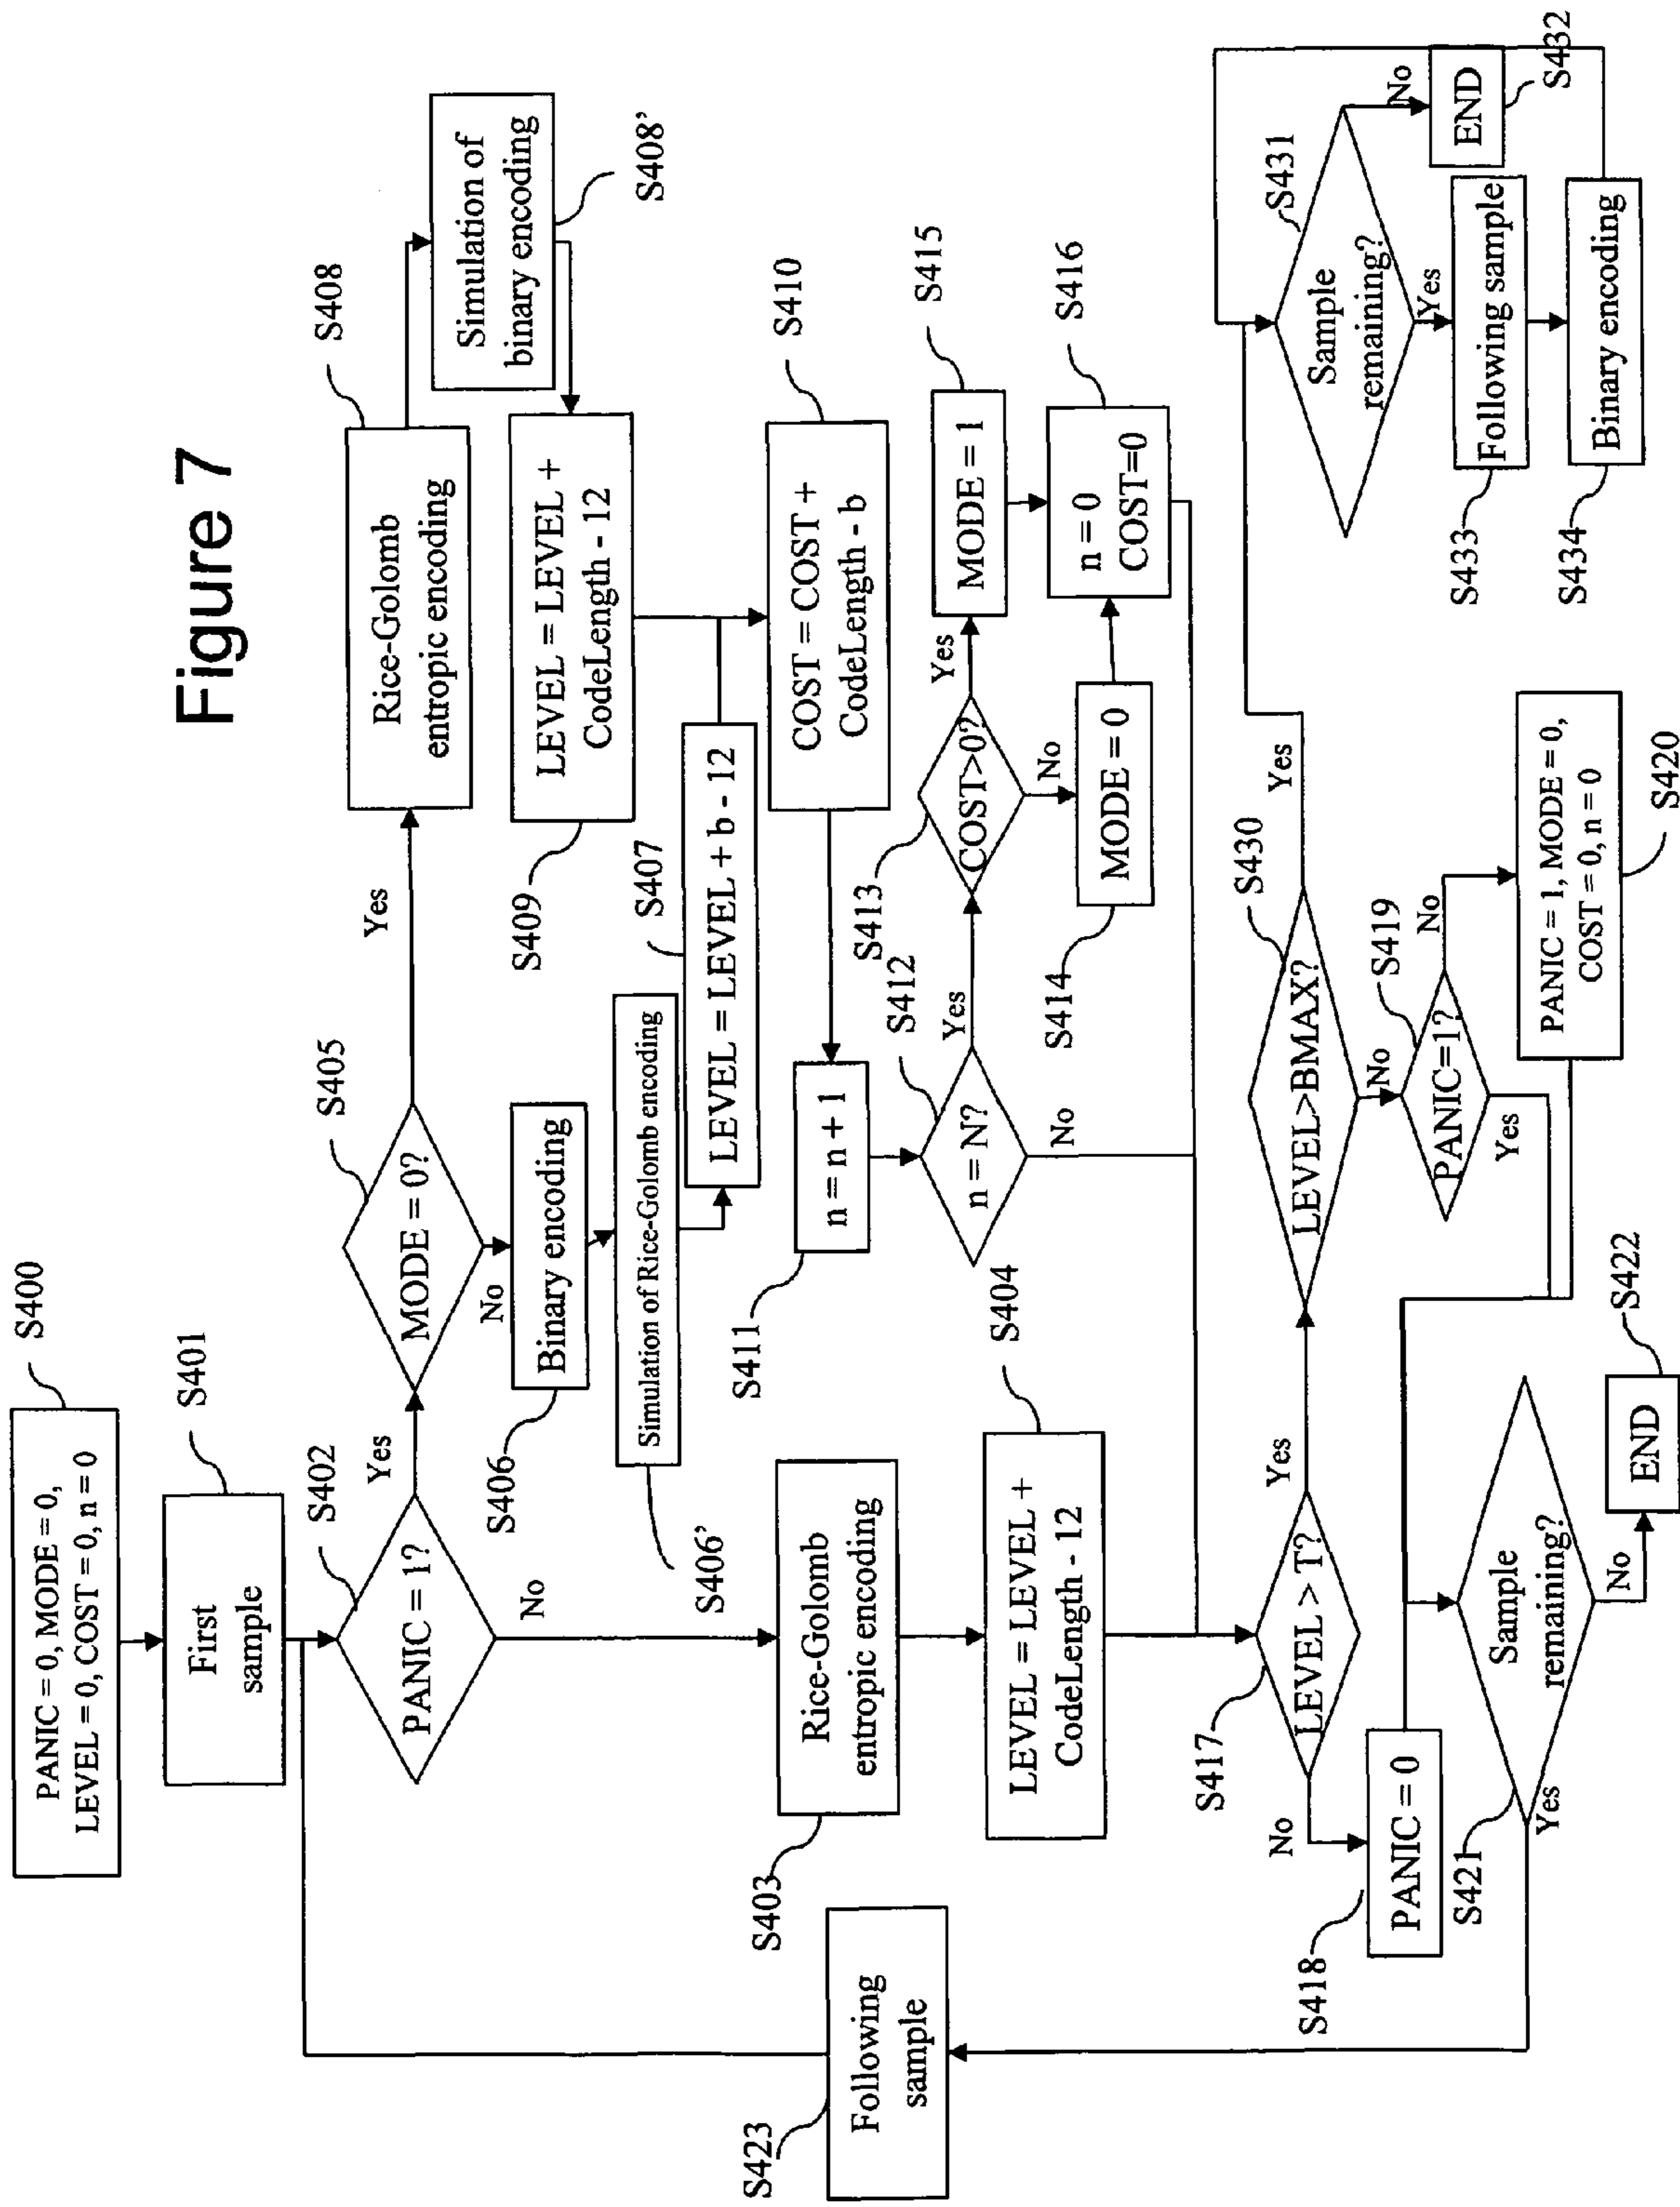 Figure 7
PANIC = 0, MODE = 0,
LEVEL = 0, COST = 0, n = 0
S400
First
sample
S401
PANIC = 1?
S402
Yes
No
MODE = 0?
S405
Yes
No
Rice-Golomb
entropic encoding
S408
Simulation of
binary encoding
S408’
LEVEL = LEVEL +
CodeLength - 12
S409
Binary encoding
S406
Simulation of Rice-Golomb encoding
S406’
LEVEL = LEVEL + b - 12
S407
COST = COST +
CodeLength - b
S410
n = n + 1
S411
n = N?
S412
Yes
No
COST>0?
S413
Yes
No
MODE = 1
S415
MODE = 0
S414
n = 0
COST=0
S416
Rice-Golomb
entropic encoding
S403
LEVEL = LEVEL +
CodeLength - 12
S404
LEVEL > T?
S417
Yes
No
PANIC = 0
S418
LEVEL>BMAX?
S430
Yes
No
PANIC=1?
S419
No
Yes
PANIC = 1, MODE = 0,
COST = 0, n = 0
S420
Sample
remaining?
S421
Yes
No
END
S422
Following
sample
S423
Sample
remaining?
S431
No
Yes
END
S432
Following sample
S433
Binary encoding
S434